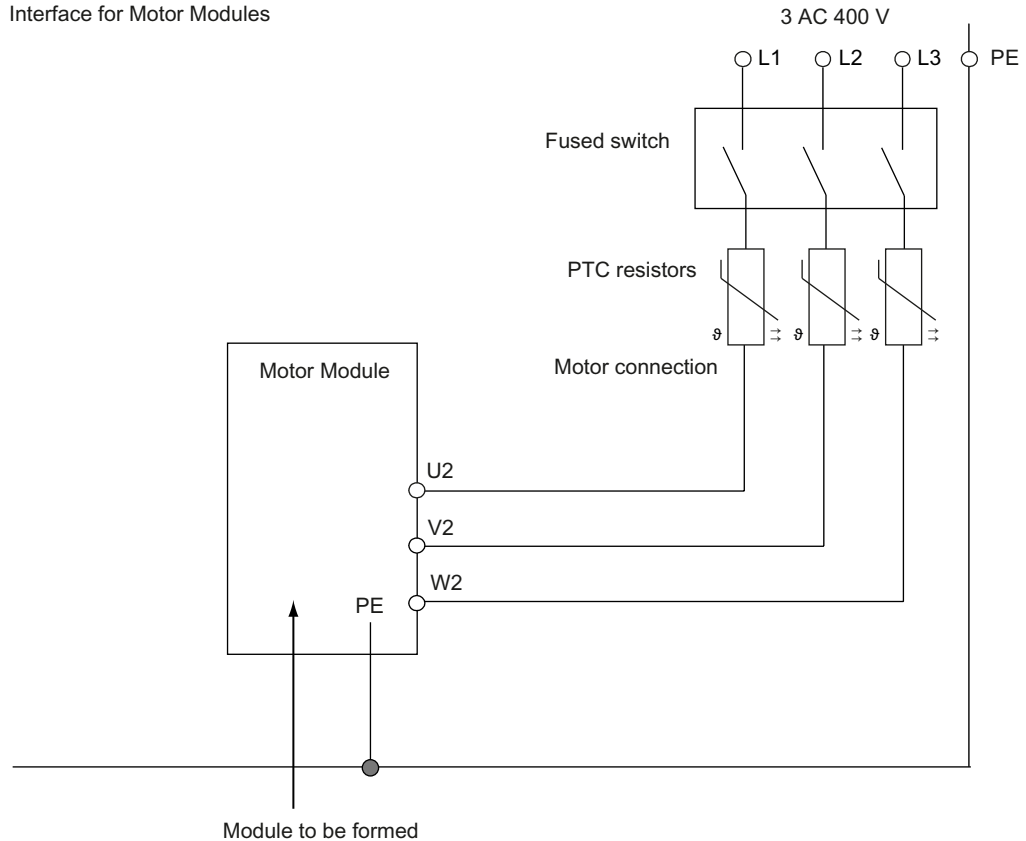 Interface for Motor Modules
3 AC 400 V
L1
L2
L3
PE
Fused switch
PTC resistors
ϑ
ϑ
ϑ
Motor connection
Motor Module
U2
V2
W2
PE
Module to be formed